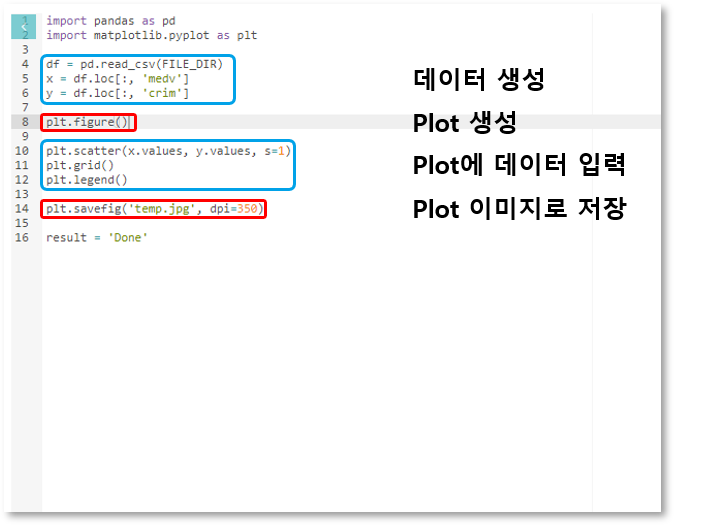 1 import pandas as pd
2 import matplotlib.pyplot as plt
3
4 df = pd.read_csv(FILE_DIR)
5 x = df.loc[:, 'medv']
6 y = df.loc[:, 'crim']
데이터 생성
7
8 plt.figure()
Plot 생성
9
10 plt.scatter(x.values, y.values, s=1)
11 plt.grid()
12 plt.legend()
Plot에 데이터 입력
13
14 plt.savefig('temp.jpg', dpi=350)
Plot 이미지로 저장
15
16 result = 'Done'